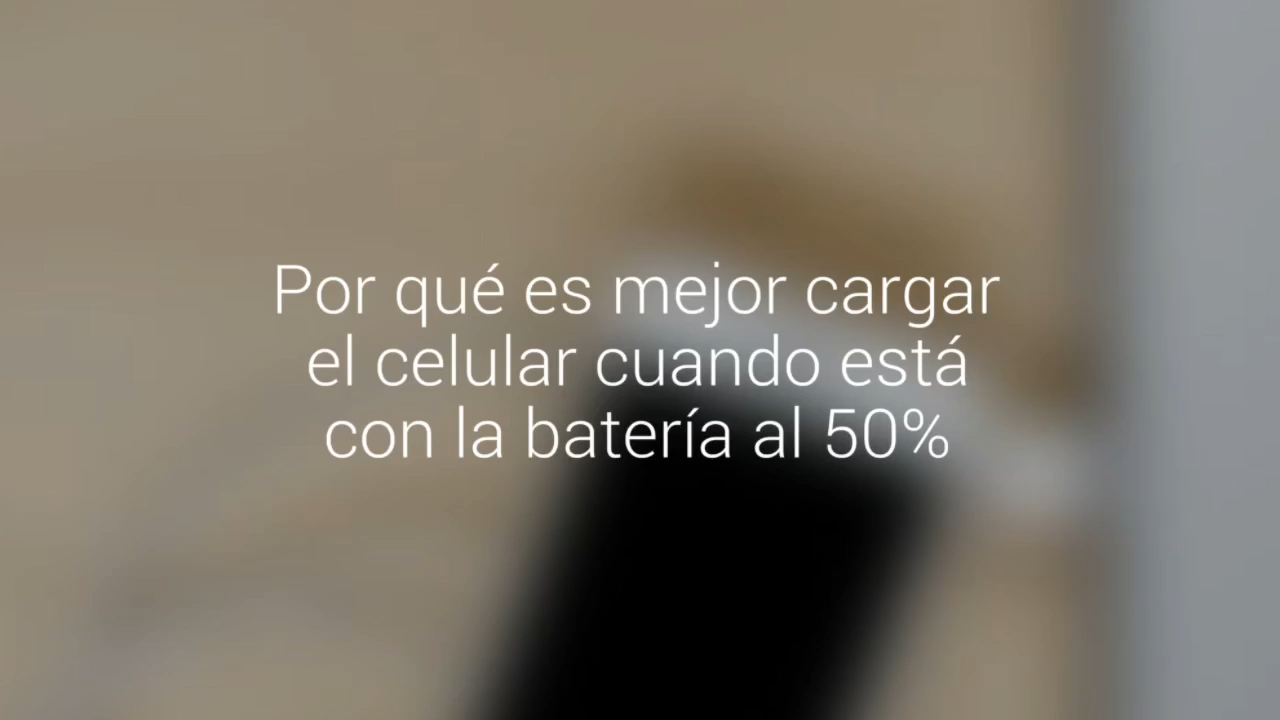 Por qué es mejor cargar
el celular cuando está
con la batería al 50%